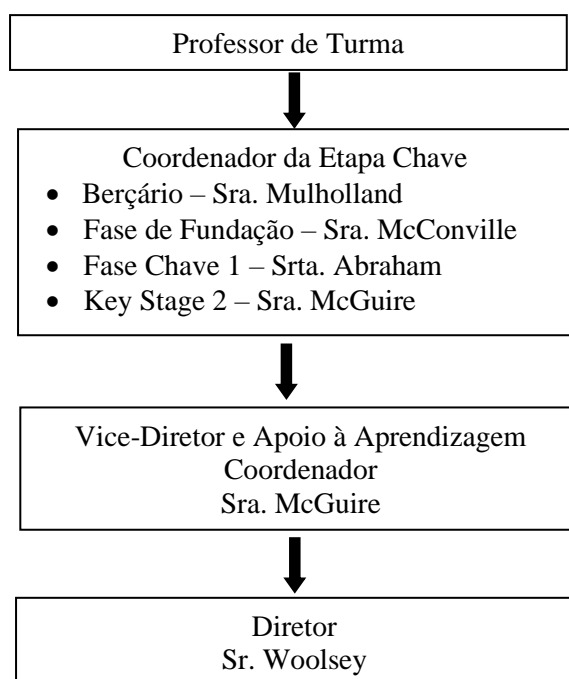 Professor de Turma
Coordenador da Etapa Chave
• Berçário – Sra. Mulholland
• Fase de Fundação – Sra. McConville
• Fase Chave 1 – Srta. Abraham
• Key Stage 2 – Sra. McGuire
Vice-Diretor e Apoio à Aprendizagem
Coordenador
Sra. McGuire
Diretor
Sr. Woolsey